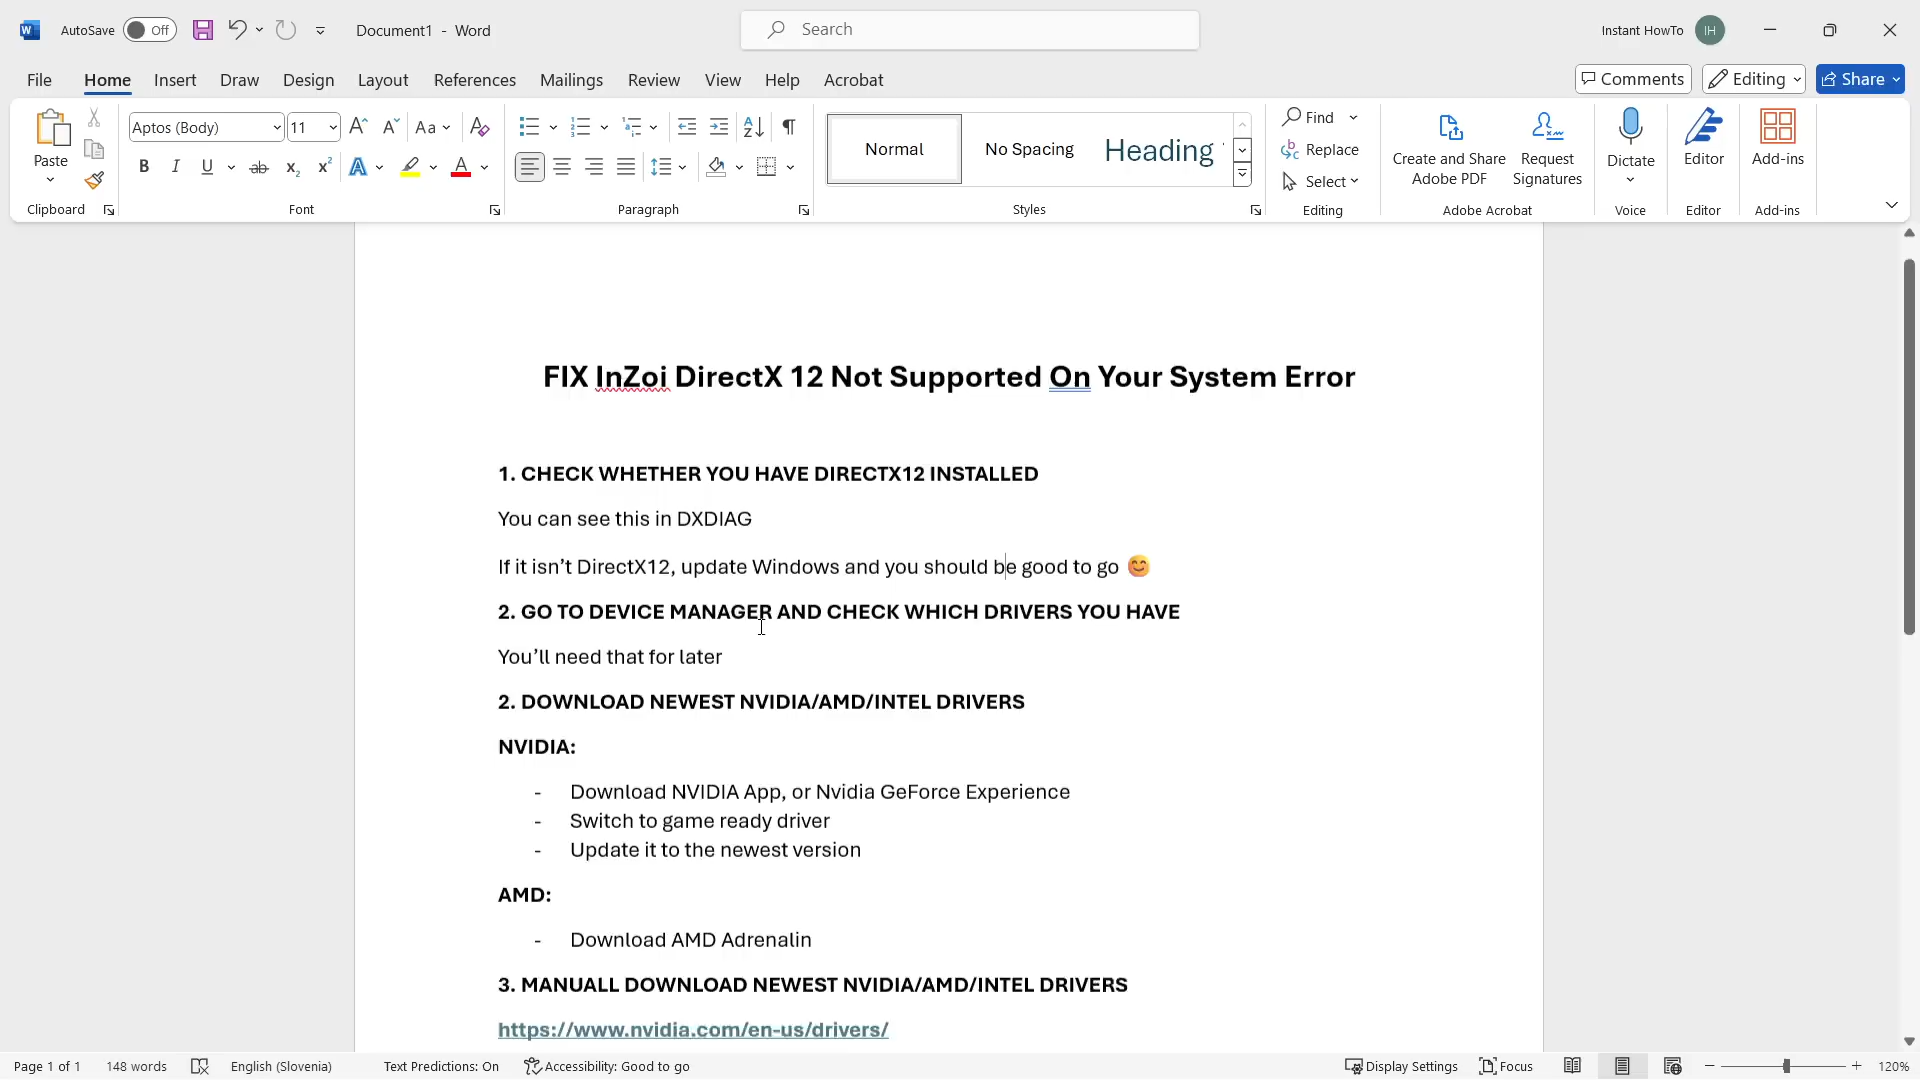 AutoSave Off Document1 - Word Search Instant HowTo IH
File Home Insert Draw Design Layout References Mailings Review View Help Acrobat Comments Editing Share
Paste Aptos (Body) 11 A A Aa A Normal No Spacing Heading Find Replace Select
B I U ab x₂ x² A A
Create and Share Adobe PDF Request Signatures Dictate Editor Add-ins
Clipboard Font Paragraph Styles Editing Adobe Acrobat Voice Editor Add-ins
FIX InZoi DirectX 12 Not Supported On Your System Error
1. CHECK WHETHER YOU HAVE DIRECTX12 INSTALLED
You can see this in DXDIAG
If it isn’t DirectX12, update Windows and you should be good to go 😊
2. GO TO DEVICE MANAGER AND CHECK WHICH DRIVERS YOU HAVE
You’ll need that for later
2. DOWNLOAD NEWEST NVIDIA/AMD/INTEL DRIVERS
NVIDIA:
- Download NVIDIA App, or Nvidia GeForce Experience
- Switch to game ready driver
- Update it to the newest version
AMD:
- Download AMD Adrenalin
3. MANUALL DOWNLOAD NEWEST NVIDIA/AMD/INTEL DRIVERS
https://www.nvidia.com/en-us/drivers/
Page 1 of 1 148 words English (Slovenia) Text Predictions: On Accessibility: Good to go Display Settings Focus 120%